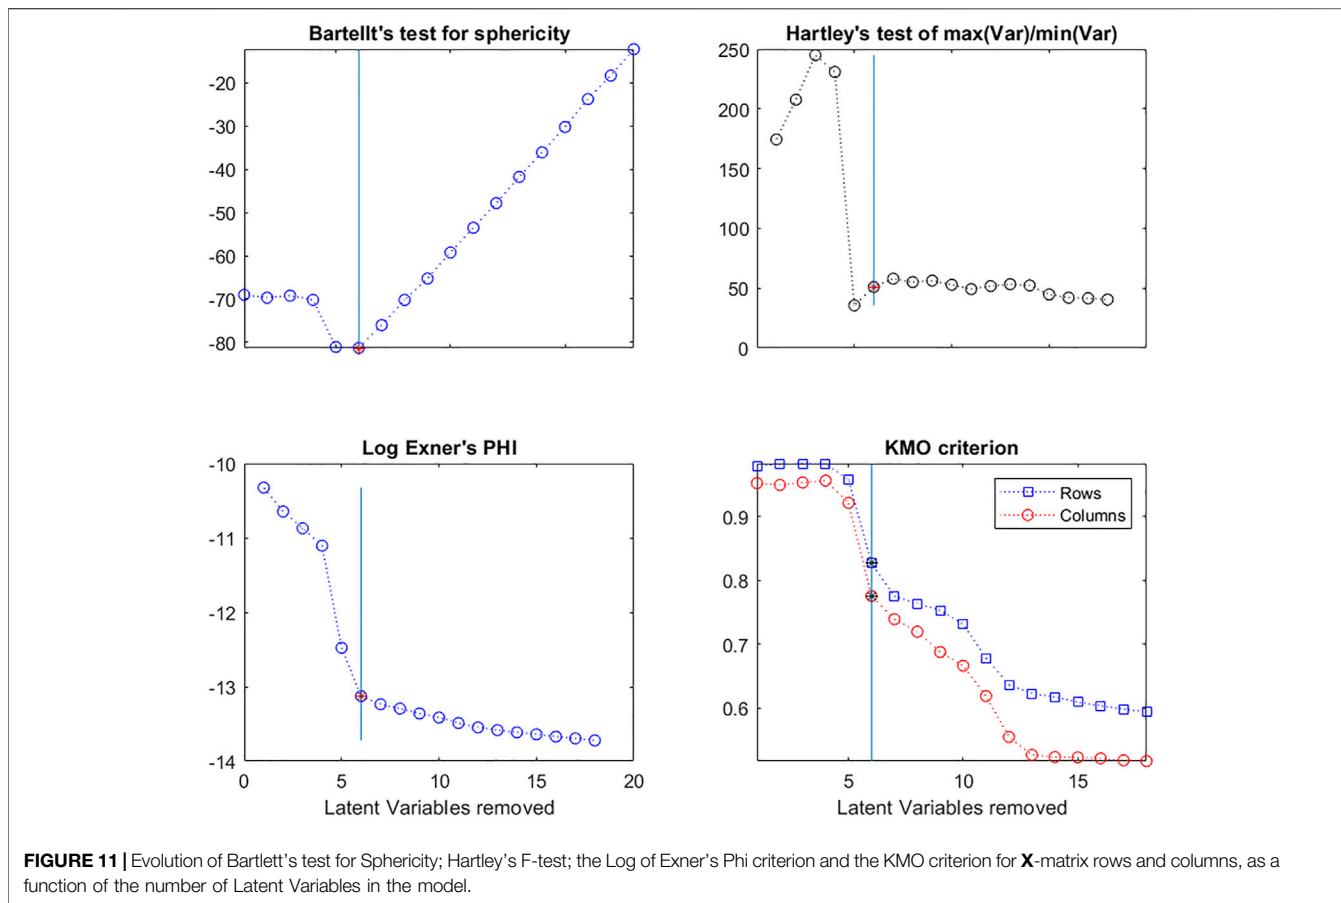 Bartellt's test for sphericity
-20
-30
-40
-50
-60
-70
-80
Hartley's test of max(Var)/min(Var)
250
200
150
100
50
0
Log Exner's PHI
-10
-11
-12
-13
-14
0 5 10 15 20
Latent Variables removed
KMO criterion
Rows
Columns
0.9
0.8
0.7
0.6
5 10 15
Latent Variables removed
FIGURE 11 | Evolution of Bartlett's test for Sphericity; Hartley's F-test; the Log of Exner's Phi criterion and the KMO criterion for X-matrix rows and columns, as a
function of the number of Latent Variables in the model.